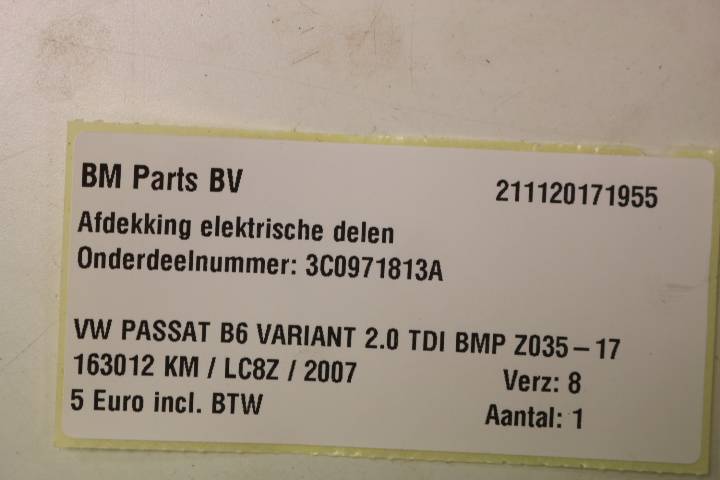 BM Parts BV 211120171955
Afdekking elektrische delen
Onderdeelnummer: 3C0971813A
VW PASSAT B6 VARIANT 2.0 TDI BMP Z035-17
163012 KM / LC8Z / 2007 Verz: 8
5 Euro incl. BTW Aantal: 1